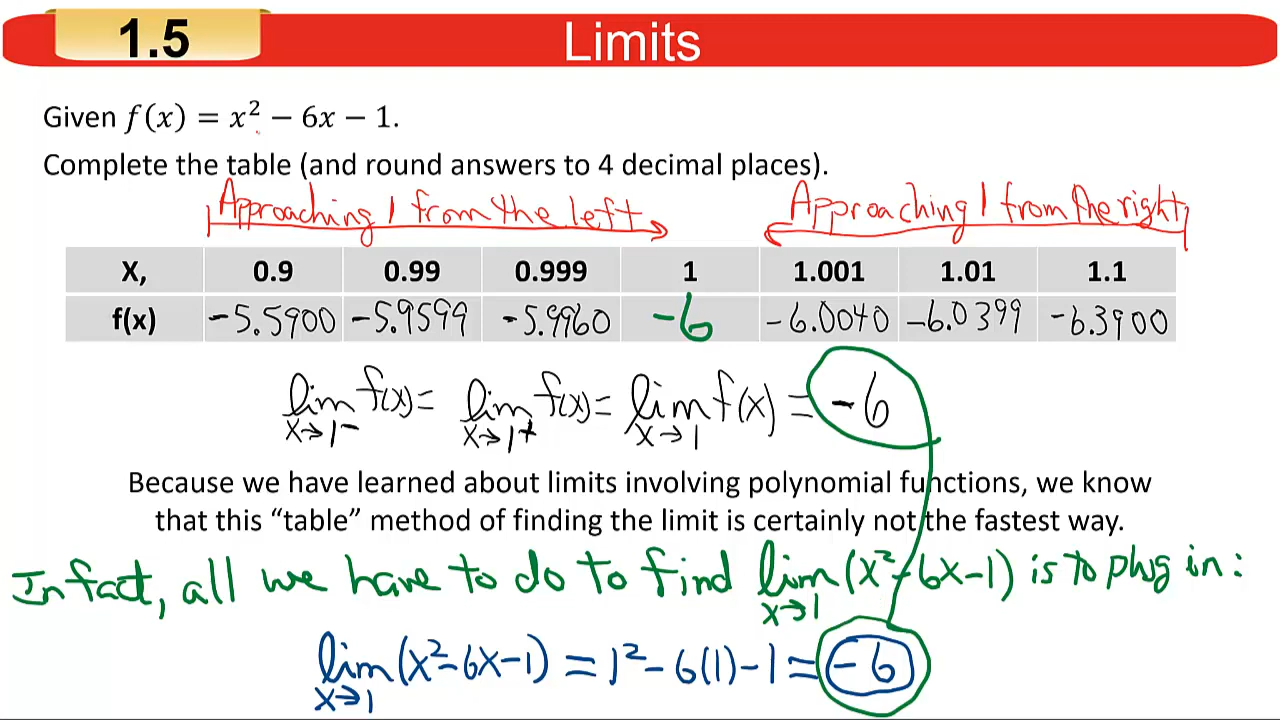 1.5 Limits
Given f(x) = x² − 6x − 1.
Complete the table (and round answers to 4 decimal places).
Approaching 1 from the left Approaching 1 from the right
X, 0.9 0.99 0.999 1 1.001 1.01 1.1
f(x) -5.5900 -5.9599 -5.9960 -6 -6.0040 -6.0399 -6.3900
lim f(x) = lim f(x) = lim f(x) = -6
x→1- x→1+ x→1
Because we have learned about limits involving polynomial functions, we know
that this “table” method of finding the limit is certainly not the fastest way.
In fact, all we have to do to find lim (x²-6x-1) is to plug in:
x→1
lim (x²-6x-1) = 1²-6(1)-1 = -6
x→1